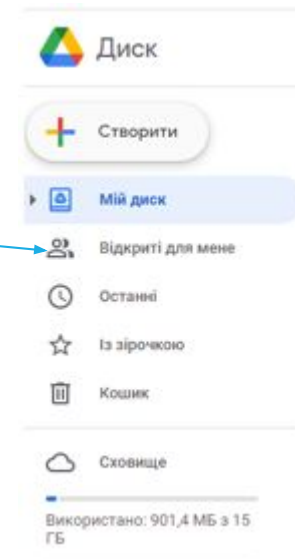 Диск
Створити
Мій диск
Відкриті для мене
Останні
Із зірочкою
Кошик
Сховище
Використано: 901,4 МБ з 15
ГБ